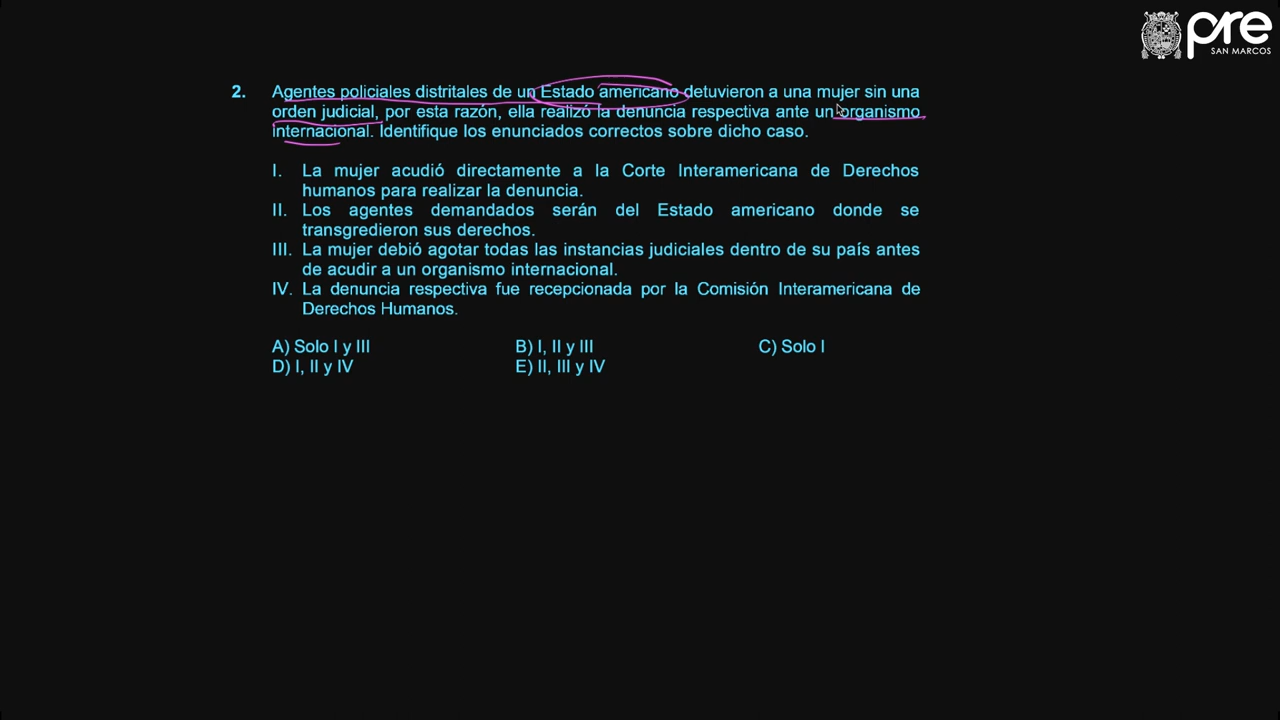 pre
SAN MARCOS
2. Agentes policiales distritales de un Estado americano detuvieron a una mujer sin una
orden judicial, por esta razón, ella realizó la denuncia respectiva ante un organismo
internacional. Identifique los enunciados correctos sobre dicho caso.
I. La mujer acudió directamente a la Corte Interamericana de Derechos
humanos para realizar la denuncia.
II. Los agentes demandados serán del Estado americano donde se
transgredieron sus derechos.
III. La mujer debió agotar todas las instancias judiciales dentro de su país antes
de acudir a un organismo internacional.
IV. La denuncia respectiva fue recepcionada por la Comisión Interamericana de
Derechos Humanos.
A) Solo I y III B) I, II y III C) Solo I
D) I, II y IV E) II, III y IV